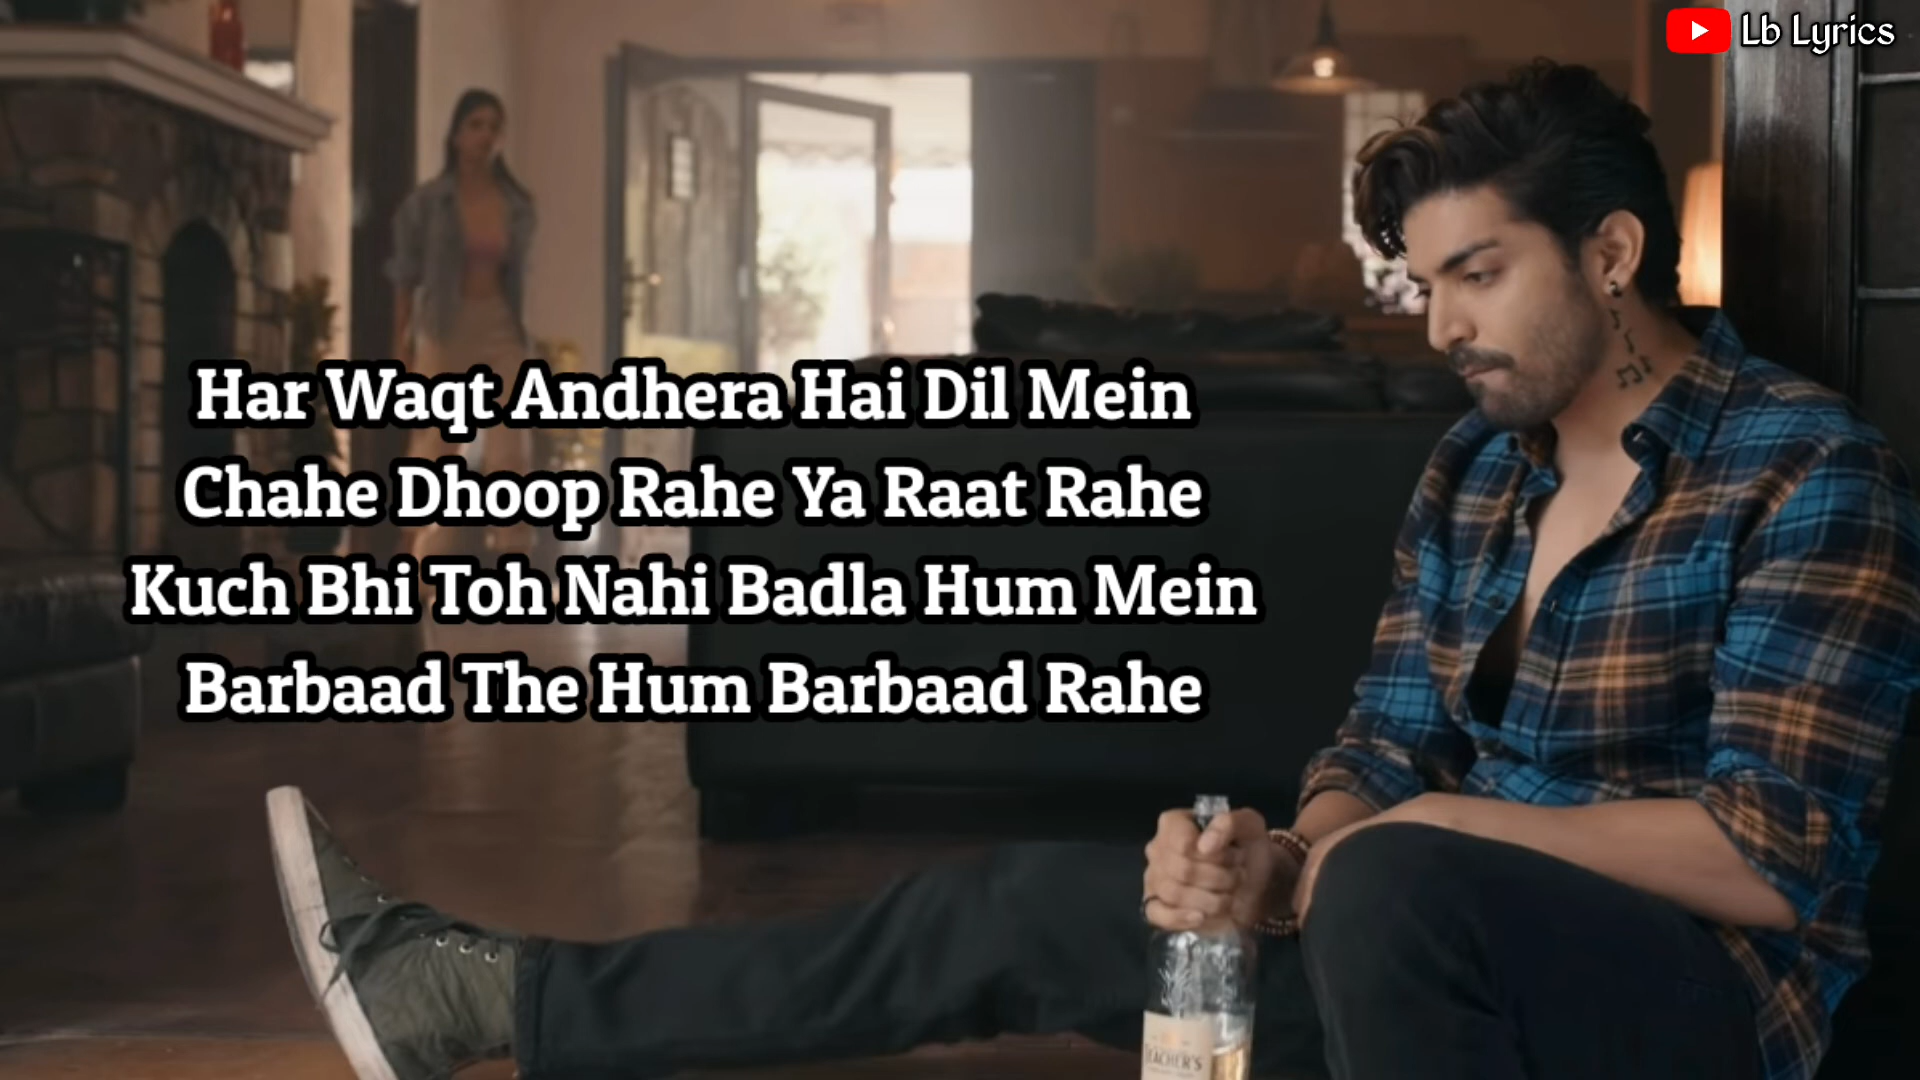 Lb Lyrics
Har Waqt Andhera Hai Dil Mein
Chahe Dhoop Rahe Ya Raat Rahe
Kuch Bhi Toh Nahi Badla Hum Mein
Barbaad The Hum Barbaad Rahe
TEACHER'S